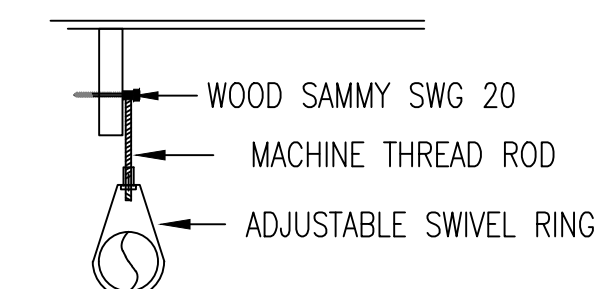 WOOD SAMMY SWG 20
MACHINE THREAD ROD
ADJUSTABLE SWIVEL RING